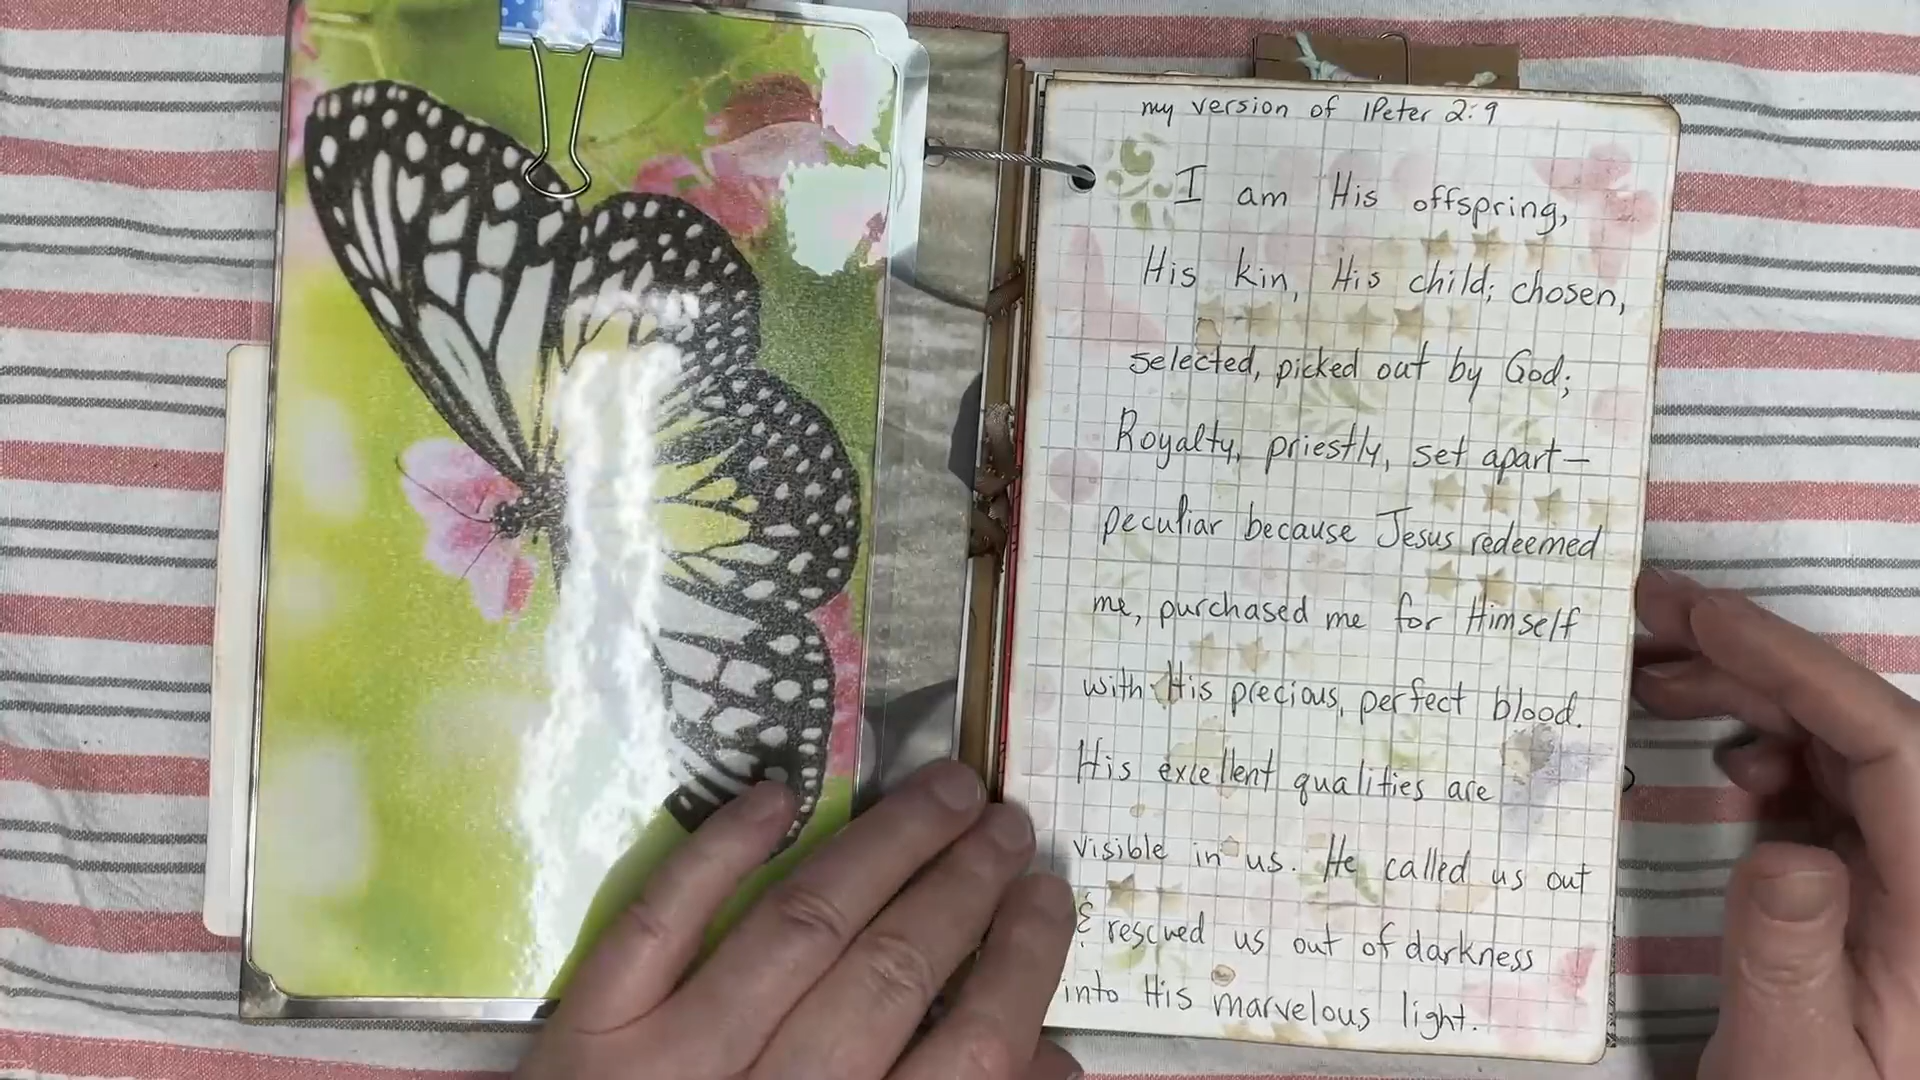 my version of 1Peter 2:9
I am His offspring,
His kin, His child; chosen,
selected, picked out by God;
Royalty, priestly, set apart—
peculiar because Jesus redeemed
me, purchased me for Himself
with His precious, perfect blood.
His excellent qualities are
visible in us. He called us out
& rescued us out of darkness
into His marvelous light.